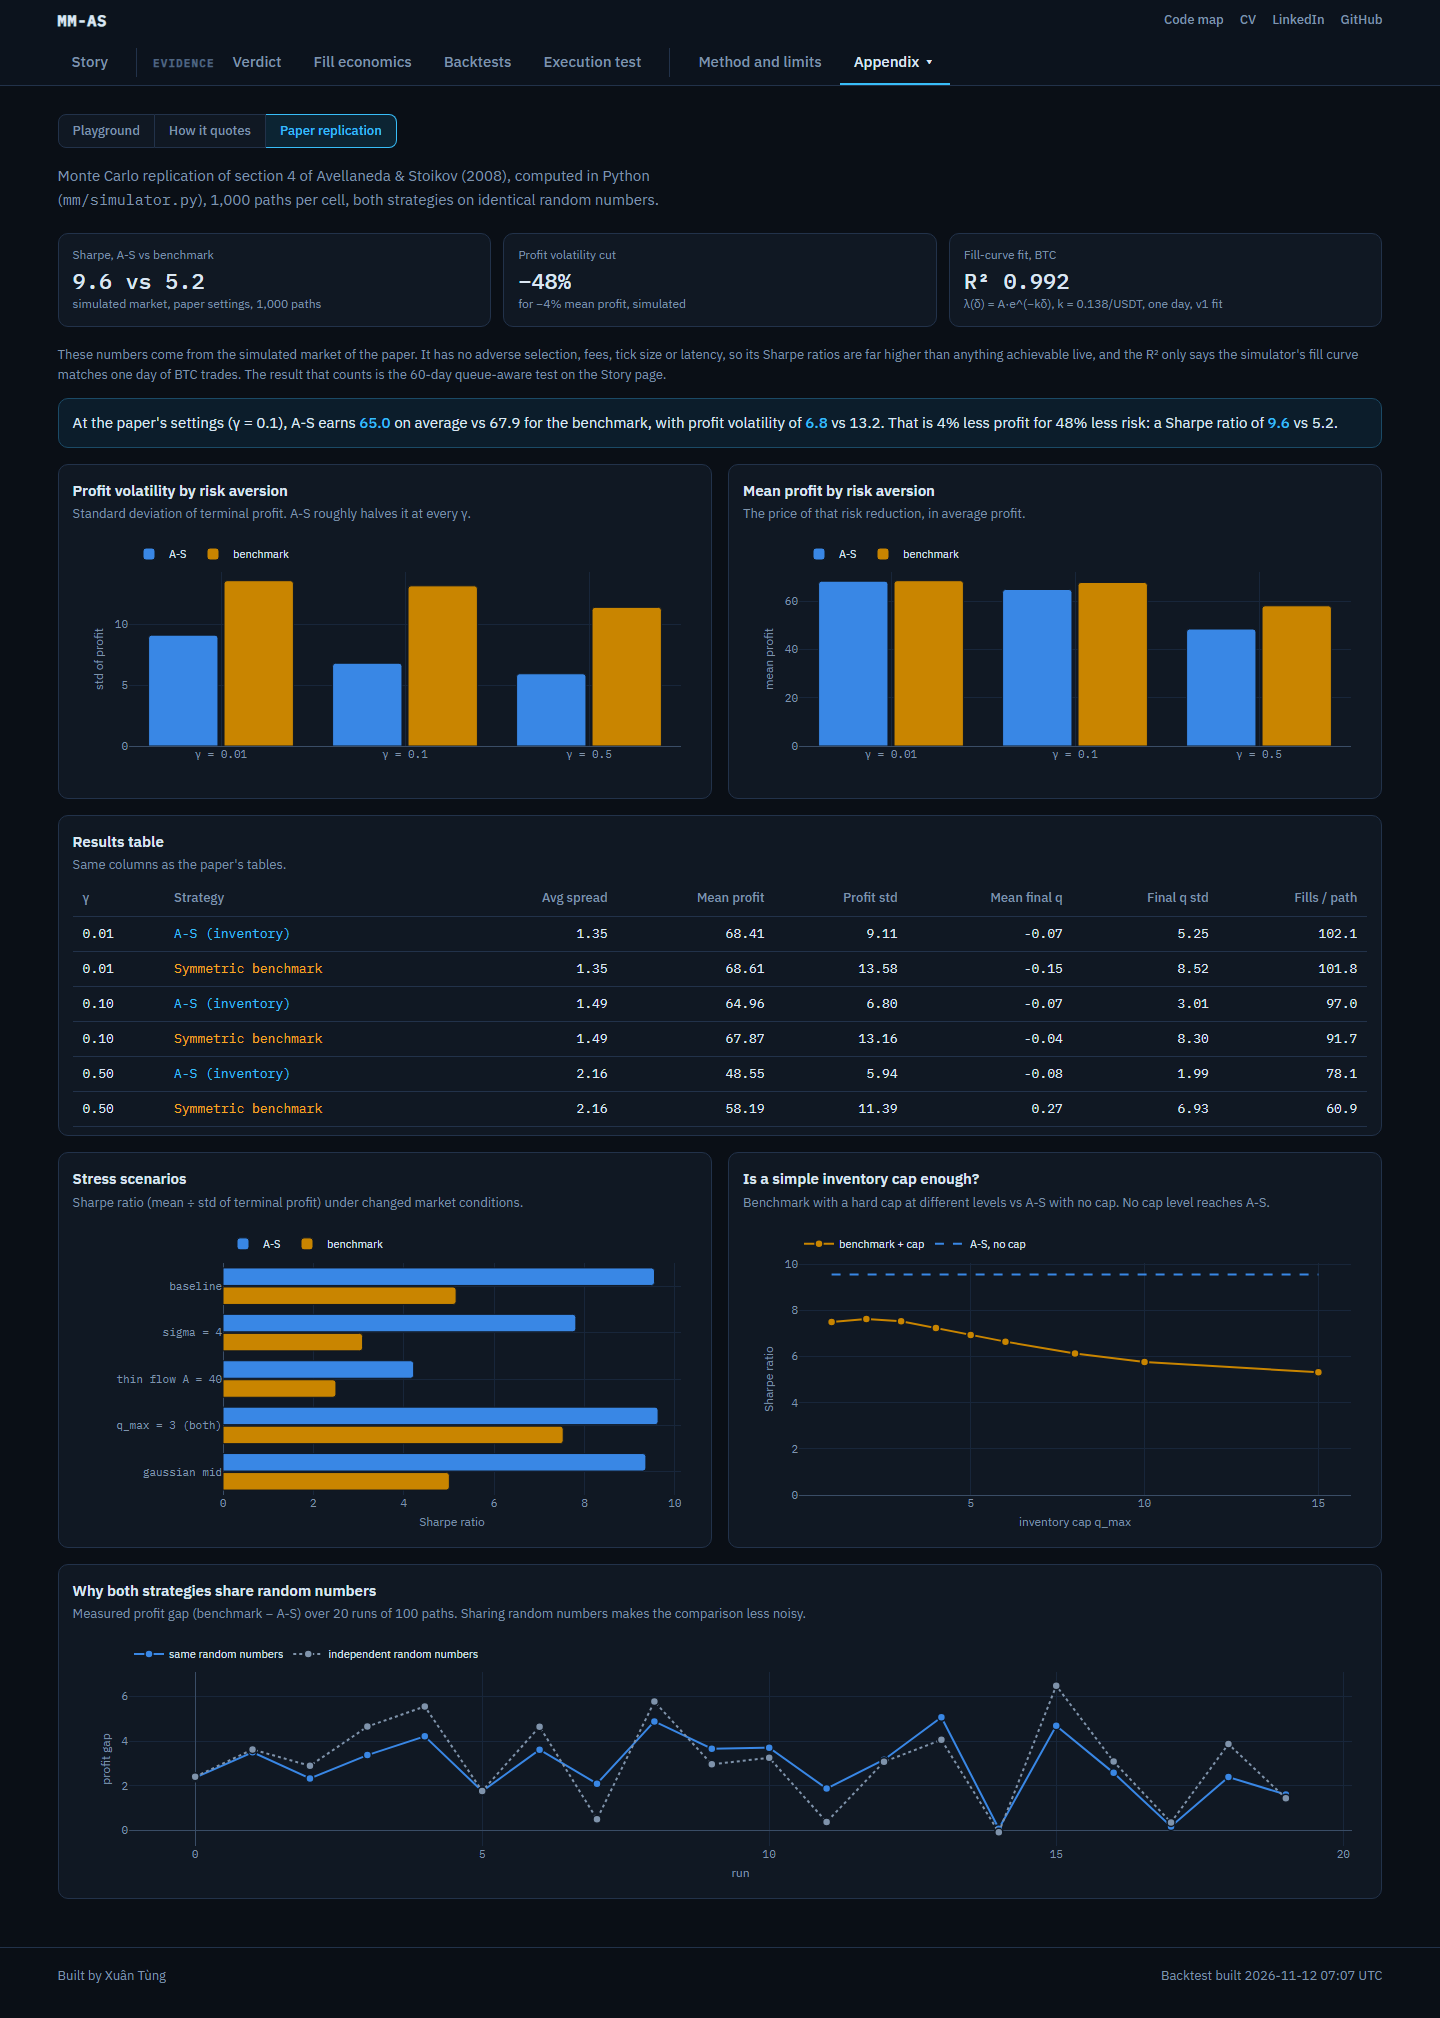 MM-AS
Code map CV LinkedIn GitHub
Story EVIDENCE Verdict Fill economics Backtests Execution test Method and limits Appendix ▾
Playground How it quotes Paper replication
Monte Carlo replication of section 4 of Avellaneda & Stoikov (2008), computed in Python
(mm/simulator.py), 1,000 paths per cell, both strategies on identical random numbers.
Sharpe, A-S vs benchmark
9.6 vs 5.2
simulated market, paper settings, 1,000 paths
Profit volatility cut
−48%
for −4% mean profit, simulated
Fill-curve fit, BTC
R² 0.992
λ(δ) = A·e^(−kδ), k = 0.138/USDT, one day, v1 fit
These numbers come from the simulated market of the paper. It has no adverse selection, fees, tick size or latency, so its Sharpe ratios are far higher than anything achievable live, and the R² only says the simulator's fill curve
matches one day of BTC trades. The result that counts is the 60-day queue-aware test on the Story page.
At the paper's settings (γ = 0.1), A-S earns 65.0 on average vs 67.9 for the benchmark, with profit volatility of 6.8 vs 13.2. That is 4% less profit for 48% less risk: a Sharpe ratio of 9.6 vs 5.2.
Profit volatility by risk aversion
Standard deviation of terminal profit. A-S roughly halves it at every γ.
A-S benchmark
std of profit
10
5
0
γ = 0.01 γ = 0.1 γ = 0.5
Mean profit by risk aversion
The price of that risk reduction, in average profit.
A-S benchmark
mean profit
60
40
20
0
γ = 0.01 γ = 0.1 γ = 0.5
Results table
Same columns as the paper's tables.
γ Strategy Avg spread Mean profit Profit std Mean final q Final q std Fills / path
0.01 A-S (inventory) 1.35 68.41 9.11 -0.07 5.25 102.1
0.01 Symmetric benchmark 1.35 68.61 13.58 -0.15 8.52 101.8
0.10 A-S (inventory) 1.49 64.96 6.80 -0.07 3.01 97.0
0.10 Symmetric benchmark 1.49 67.87 13.16 -0.04 8.30 91.7
0.50 A-S (inventory) 2.16 48.55 5.94 -0.08 1.99 78.1
0.50 Symmetric benchmark 2.16 58.19 11.39 0.27 6.93 60.9
Stress scenarios
Sharpe ratio (mean ÷ std of terminal profit) under changed market conditions.
A-S benchmark
baseline
sigma = 4
thin flow A = 40
q_max = 3 (both)
gaussian mid
0 2 4 6 8 10
Sharpe ratio
Is a simple inventory cap enough?
Benchmark with a hard cap at different levels vs A-S with no cap. No cap level reaches A-S.
benchmark + cap A-S, no cap
Sharpe ratio
10
8
6
4
2
0
5 10 15
inventory cap q_max
Why both strategies share random numbers
Measured profit gap (benchmark − A-S) over 20 runs of 100 paths. Sharing random numbers makes the comparison less noisy.
same random numbers independent random numbers
profit gap
6
4
2
0
0 5 10 15 20
run
Built by Xuân Tùng
Backtest built 2026-11-12 07:07 UTC